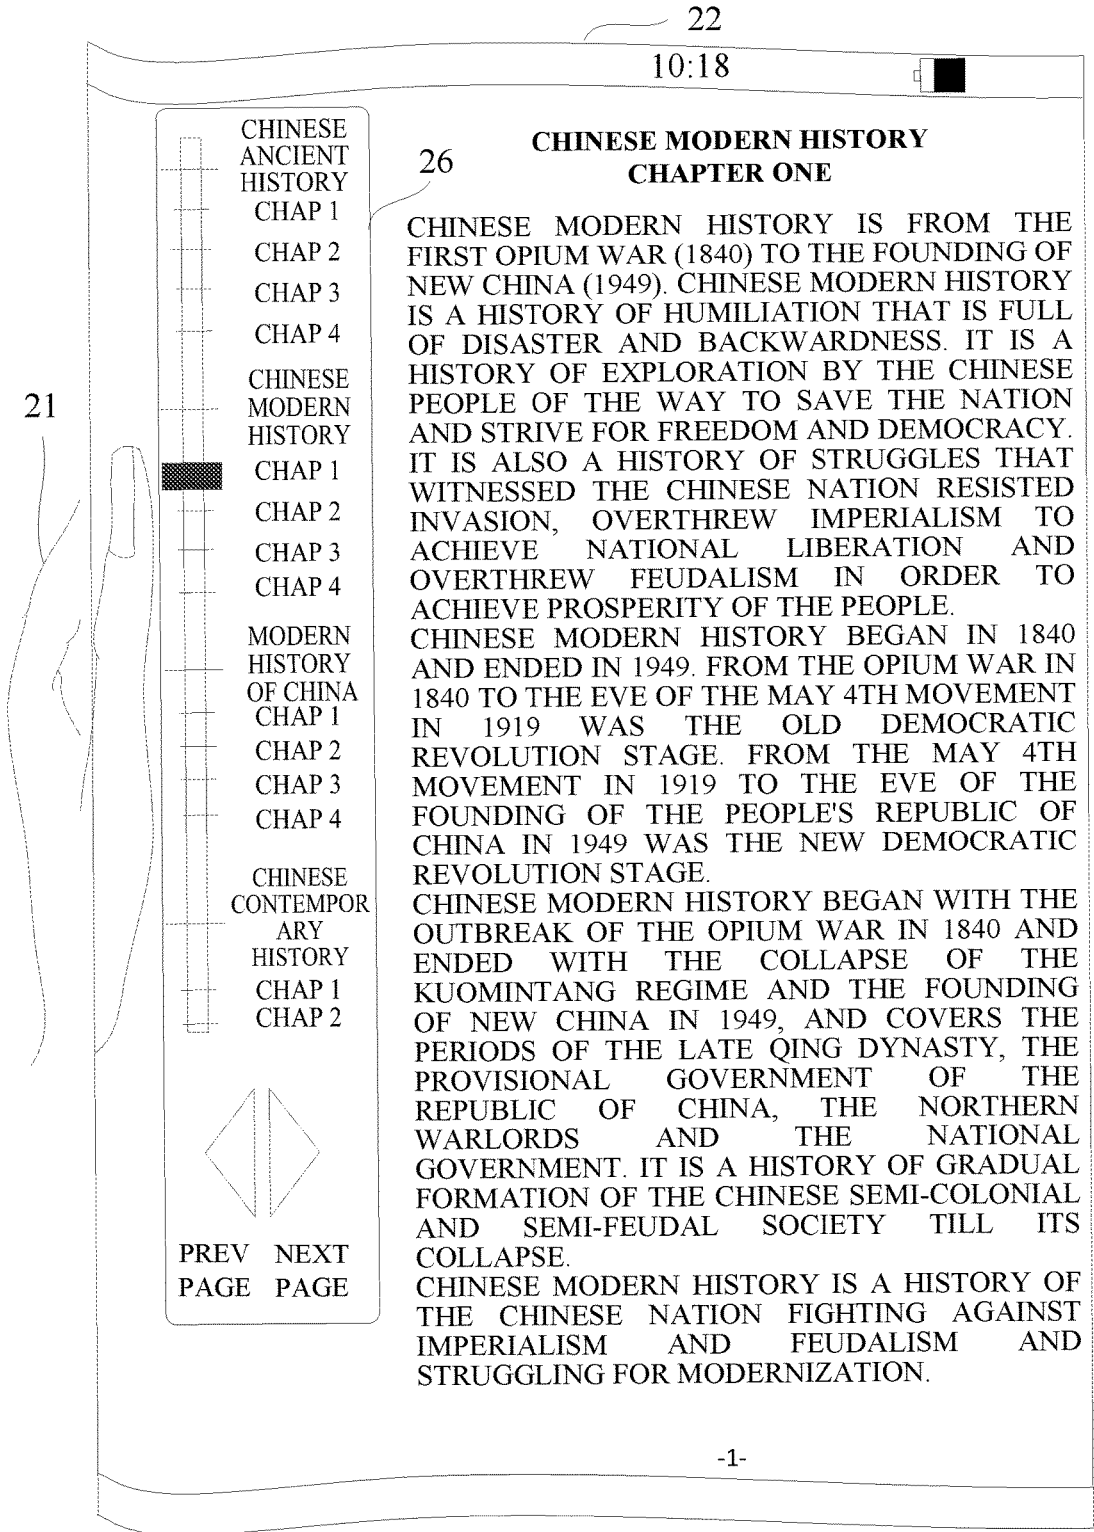 22
10:18
CHINESE
ANCIENT
HISTORY
CHAP 1
CHAP 2
CHAP 3
CHAP 4
CHINESE
MODERN
HISTORY
CHAP 1
CHAP 2
CHAP 3
CHAP 4
MODERN
HISTORY
OF CHINA
CHAP 1
CHAP 2
CHAP 3
CHAP 4
CHINESE
CONTEMPOR
ARY
HISTORY
CHAP 1
CHAP 2
PREV NEXT
PAGE PAGE
26
21
CHINESE MODERN HISTORY
CHAPTER ONE
CHINESE MODERN HISTORY IS FROM THE
FIRST OPIUM WAR (1840) TO THE FOUNDING OF
NEW CHINA (1949). CHINESE MODERN HISTORY
IS A HISTORY OF HUMILIATION THAT IS FULL
OF DISASTER AND BACKWARDNESS. IT IS A
HISTORY OF EXPLORATION BY THE CHINESE
PEOPLE OF THE WAY TO SAVE THE NATION
AND STRIVE FOR FREEDOM AND DEMOCRACY.
IT IS ALSO A HISTORY OF STRUGGLES THAT
WITNESSED THE CHINESE NATION RESISTED
INVASION, OVERTHREW IMPERIALISM TO
ACHIEVE NATIONAL LIBERATION AND
OVERTHREW FEUDALISM IN ORDER TO
ACHIEVE PROSPERITY OF THE PEOPLE.
CHINESE MODERN HISTORY BEGAN IN 1840
AND ENDED IN 1949. FROM THE OPIUM WAR IN
1840 TO THE EVE OF THE MAY 4TH MOVEMENT
IN 1919 WAS THE OLD DEMOCRATIC
REVOLUTION STAGE. FROM THE MAY 4TH
MOVEMENT IN 1919 TO THE EVE OF THE
FOUNDING OF THE PEOPLE'S REPUBLIC OF
CHINA IN 1949 WAS THE NEW DEMOCRATIC
REVOLUTION STAGE.
CHINESE MODERN HISTORY BEGAN WITH THE
OUTBREAK OF THE OPIUM WAR IN 1840 AND
ENDED WITH THE COLLAPSE OF THE
KUOMINTANG REGIME AND THE FOUNDING
OF NEW CHINA IN 1949, AND COVERS THE
PERIODS OF THE LATE QING DYNASTY, THE
PROVISIONAL GOVERNMENT OF THE
REPUBLIC OF CHINA, THE NORTHERN
WARLORDS AND THE NATIONAL
GOVERNMENT. IT IS A HISTORY OF GRADUAL
FORMATION OF THE CHINESE SEMI-COLONIAL
AND SEMI-FEUDAL SOCIETY TILL ITS
COLLAPSE.
CHINESE MODERN HISTORY IS A HISTORY OF
THE CHINESE NATION FIGHTING AGAINST
IMPERIALISM AND FEUDALISM AND
STRUGGLING FOR MODERNIZATION.
-1-